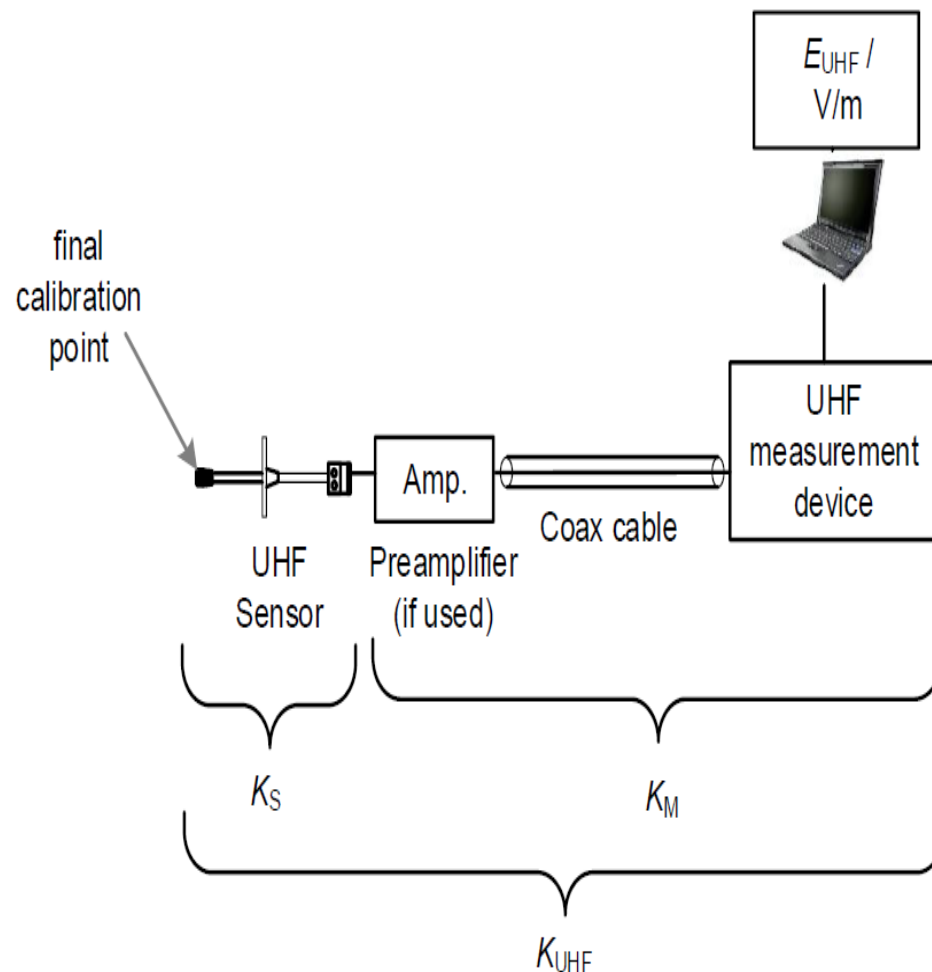 E_UHF /
V/m
final
calibration
point
UHF
measurement
device
Amp.
Coax cable
UHF
Sensor
Preamplifier
(if used)
K_S
K_M
K_UHF